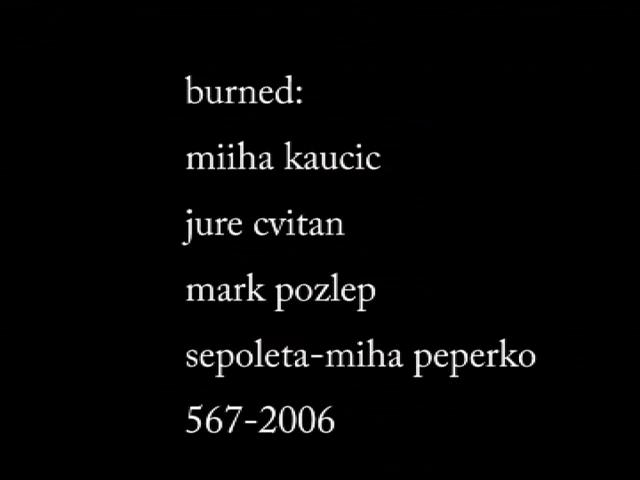 burned:
miiha kaucic
jure cvitan
mark pozlep
sepoleta-miha peperko
567-2006